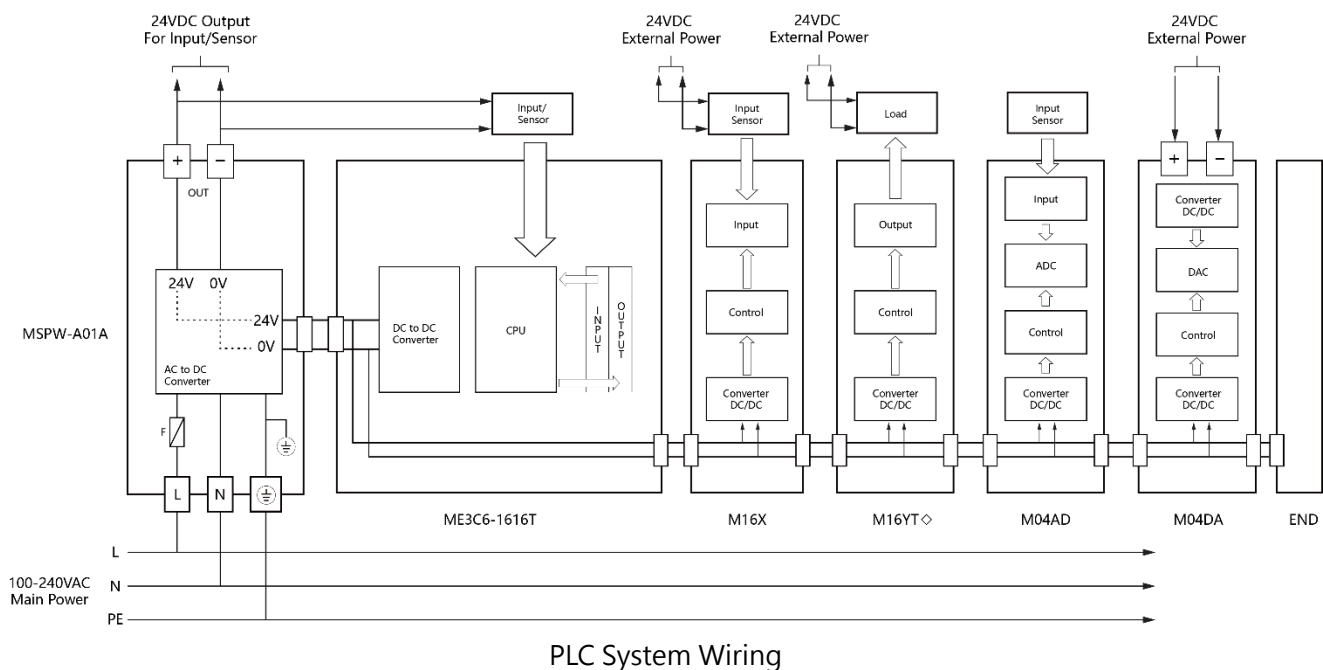 24VDC Output
For Input/Sensor
24VDC
External Power
24VDC
External Power
24VDC
External Power
Input/
Sensor
Input
Sensor
Load
Input
Sensor
+
−
OUT
+
−
24V
0V
24V
0V
AC to DC
Converter
MSPW-A01A
F
L
N
DC to DC
Converter
CPU
INPUT
OUTPUT
Input
Control
Converter
DC/DC
Output
Control
Converter
DC/DC
Input
ADC
Control
Converter
DC/DC
Converter
DC/DC
DAC
Control
Converter
DC/DC
ME3C6-1616T
M16X
M16YT◇
M04AD
M04DA
END
100-240VAC
Main Power
L
N
PE
PLC System Wiring